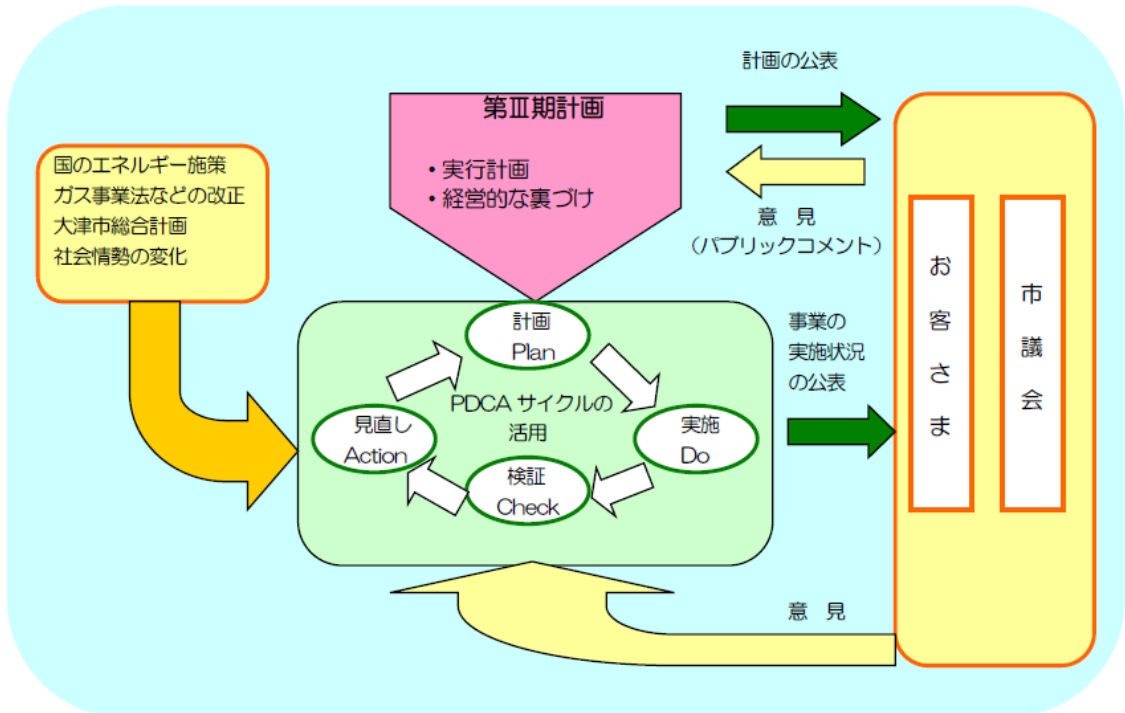 計画の公表
第Ⅲ期計画
・実行計画
・経営的な裏づけ
国のエネルギー施策
ガス事業法などの改正
大津市総合計画
社会情勢の変化
意 見
（パブリックコメント）
お客さま
市議会
計画
Plan
事業の
実施状況
の公表
PDCA サイクルの
活用
見直し
Action
実施
Do
検証
Check
意 見